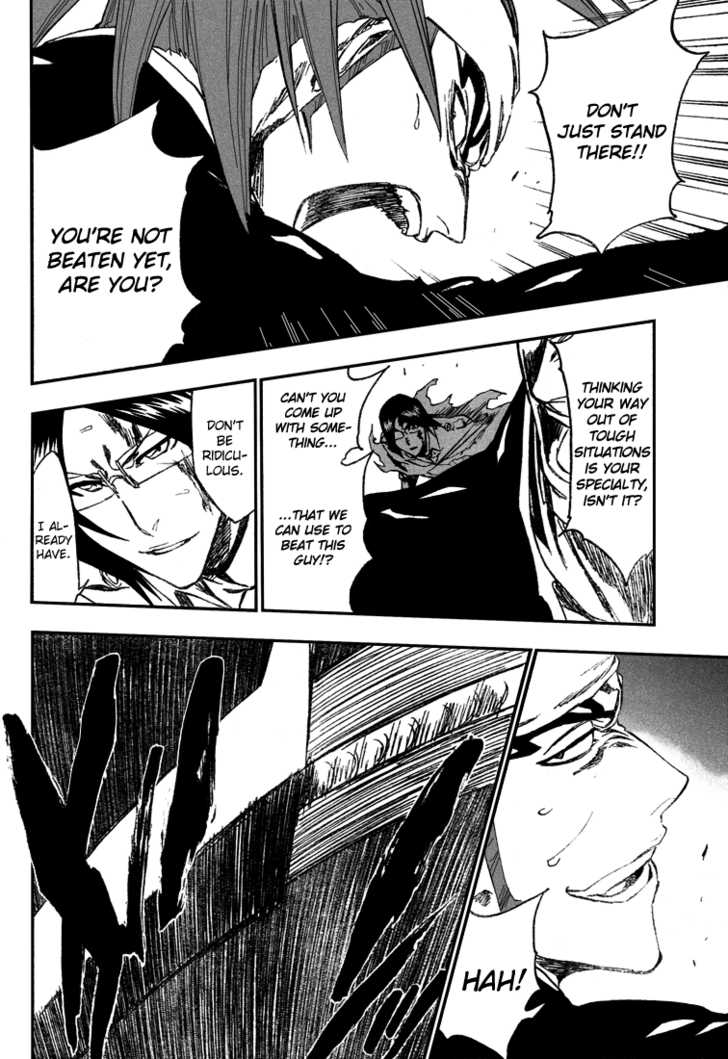 DON'T
JUST STAND
THERE!!
YOU'RE NOT
BEATEN YET,
ARE YOU?
THINKING
YOUR WAY
OUT OF
TOUGH
SITUATIONS
IS YOUR
SPECIALTY,
ISN'T IT?
CAN'T YOU
COME UP
WITH SOME-
THING...
...THAT WE
CAN USE TO
BEAT THIS
GUY!?
DON'T
BE
RIDICU-
LOUS.
I AL-
READY
HAVE.
HAH!